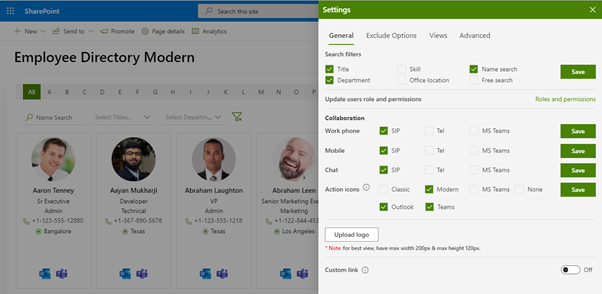 SharePoint
Search this site
+ New
Send to
Promote
Page details
Analytics
Employee Directory Modern
All A B C D E F G H I J K L M N O P
Name Search
Select Titles...
Select Departm...
Aaron Tenney
Sr Executive
Admin
+1-123-555-12880
Bangalore
Aayan Mukharji
Developer
Technical
+1-567-890-5678
Texas
Abraham Laughton
VP
Admin
+1-123-555-1215
Texas
Abraham Leen
Senior Marketing Exe
Marketing
+1-122-844-453
Los Angeles
Settings
General
Exclude Options
Views
Advanced
Search filters
Title
Skill
Name search
Department
Office location
Free search
Save
Update users role and permissions
Roles and permissions
Collaboration
Work phone
SIP
Tel
MS Teams
Save
Mobile
SIP
Tel
MS Teams
Save
Chat
SIP
Tel
MS Teams
Save
Action icons
Classic
Modern
MS Teams
None
Save
Outlook
Teams
Upload logo
* Note for best view, have max width 200px & max height 120px.
Custom link
Off